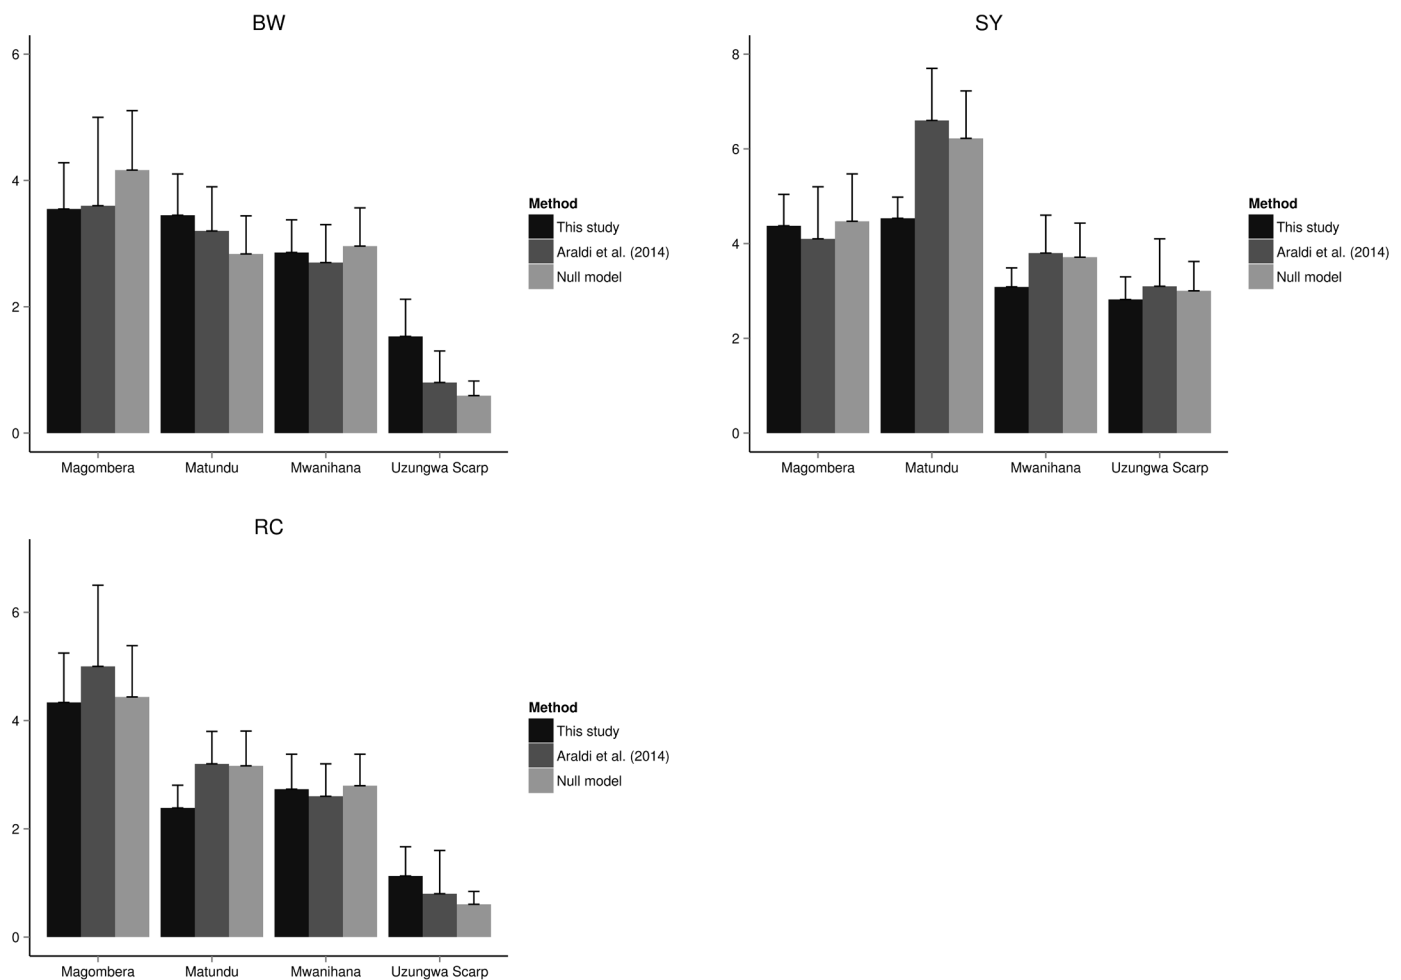 BW
6
4
2
0
Magombera Matundu Mwanihana Uzungwa Scarp
Method
This study
Araldi et al. (2014)
Null model
SY
8
6
4
2
0
Magombera Matundu Mwanihana Uzungwa Scarp
Method
This study
Araldi et al. (2014)
Null model
RC
6
4
2
0
Magombera Matundu Mwanihana Uzungwa Scarp
Method
This study
Araldi et al. (2014)
Null model